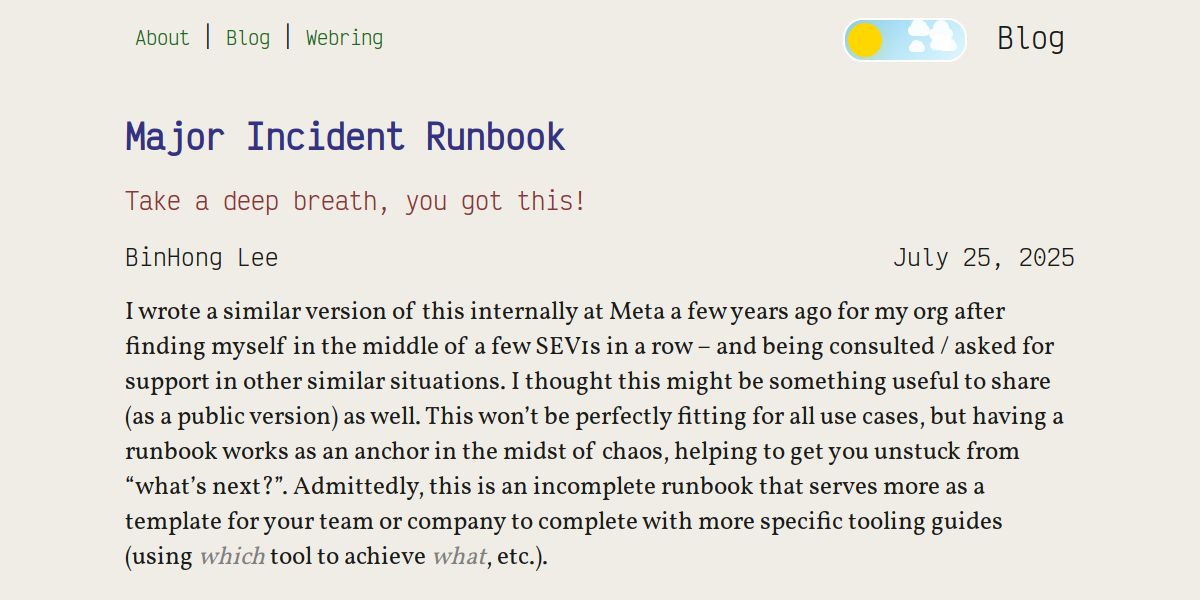 About | Blog | Webring
Blog
Major Incident Runbook
Take a deep breath, you got this!
BinHong Lee
July 25, 2025
I wrote a similar version of this internally at Meta a few years ago for my org after
finding myself in the middle of a few SEV1s in a row – and being consulted / asked for
support in other similar situations. I thought this might be something useful to share
(as a public version) as well. This won’t be perfectly fitting for all use cases, but having a
runbook works as an anchor in the midst of chaos, helping to get you unstuck from
“what’s next?”. Admittedly, this is an incomplete runbook that serves more as a
template for your team or company to complete with more specific tooling guides
(using which tool to achieve what, etc.).